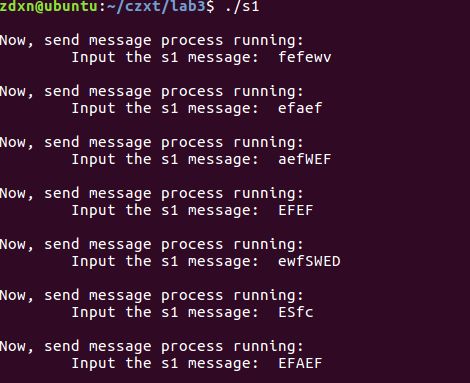 zdxn@ubuntu:~/czxt/lab3$ ./s1
Now, send message process running:
Input the s1 message:  fefewv
Now, send message process running:
Input the s1 message:  efaef
Now, send message process running:
Input the s1 message:  aefWEF
Now, send message process running:
Input the s1 message:  EFEF
Now, send message process running:
Input the s1 message:  ewfSWED
Now, send message process running:
Input the s1 message:  ESfc
Now, send message process running:
Input the s1 message:  EFAEF